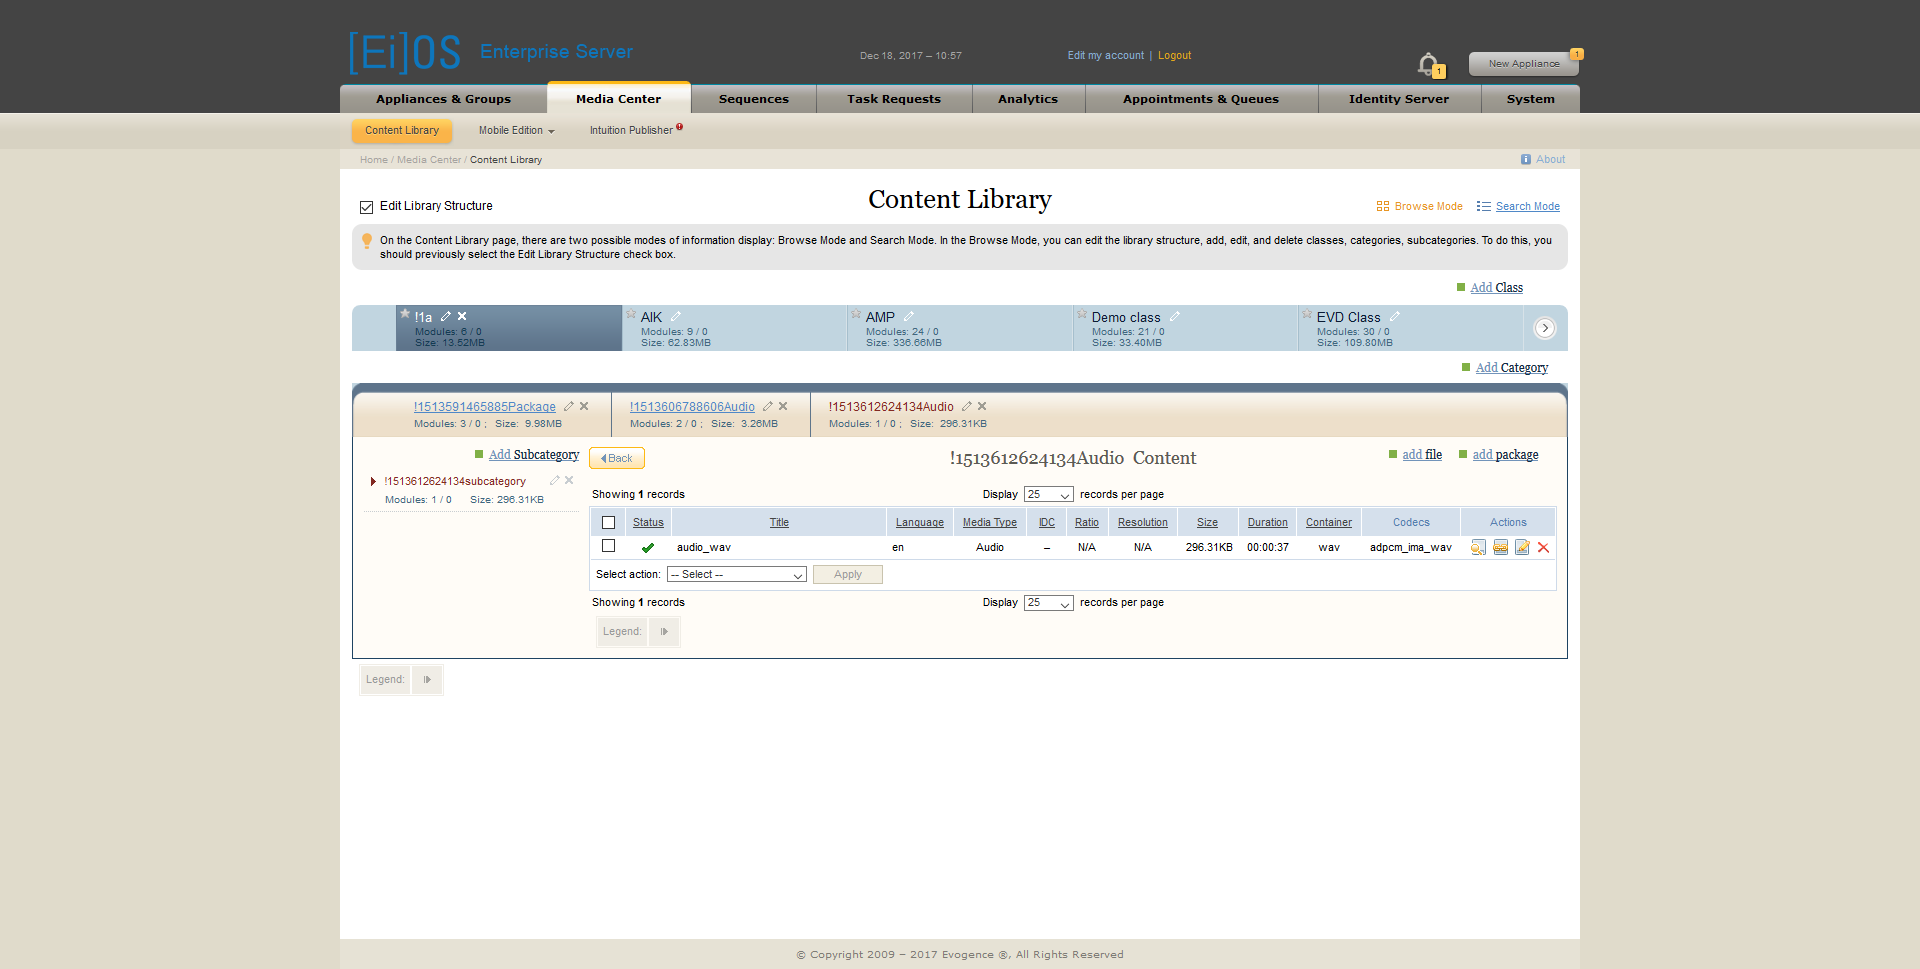 [Ei]OS Enterprise Server
Dec 18, 2017 – 10:57
Edit my account | Logout
1
New Appliance
1
Appliances & Groups
Media Center
Sequences
Task Requests
Analytics
Appointments & Queues
Identity Server
System
Content Library
Mobile Edition
Intuition Publisher
Home / Media Center / Content Library
About
Edit Library Structure
Content Library
Browse Mode
Search Mode
On the Content Library page, there are two possible modes of information display: Browse Mode and Search Mode. In the Browse Mode, you can edit the library structure, add, edit, and delete classes, categories, subcategories. To do this, you
should previously select the Edit Library Structure check box.
Add Class
!1a
Modules: 6 / 0
Size: 13.52MB
AIK
Modules: 9 / 0
Size: 62.83MB
AMP
Modules: 24 / 0
Size: 336.66MB
Demo class
Modules: 21 / 0
Size: 33.40MB
EVD Class
Modules: 30 / 0
Size: 109.80MB
Add Category
!1513591465885Package
Modules: 3 / 0 ; Size: 9.98MB
!1513606788606Audio
Modules: 2 / 0 ; Size: 3.26MB
!1513612624134Audio
Modules: 1 / 0 ; Size: 296.31KB
Add Subcategory
!1513612624134subcategory
Modules: 1 / 0 Size: 296.31KB
Back
!1513612624134Audio Content
add file
add package
Showing 1 records
Display 25 records per page
Status Title Language Media Type IDC Ratio Resolution Size Duration Container Codecs Actions
audio_wav en Audio – N/A N/A 296.31KB 00:00:37 wav adpcm_ima_wav
Select action: -- Select -- Apply
Showing 1 records
Display 25 records per page
Legend:
Legend:
© Copyright 2009 – 2017 Evogence ®, All Rights Reserved